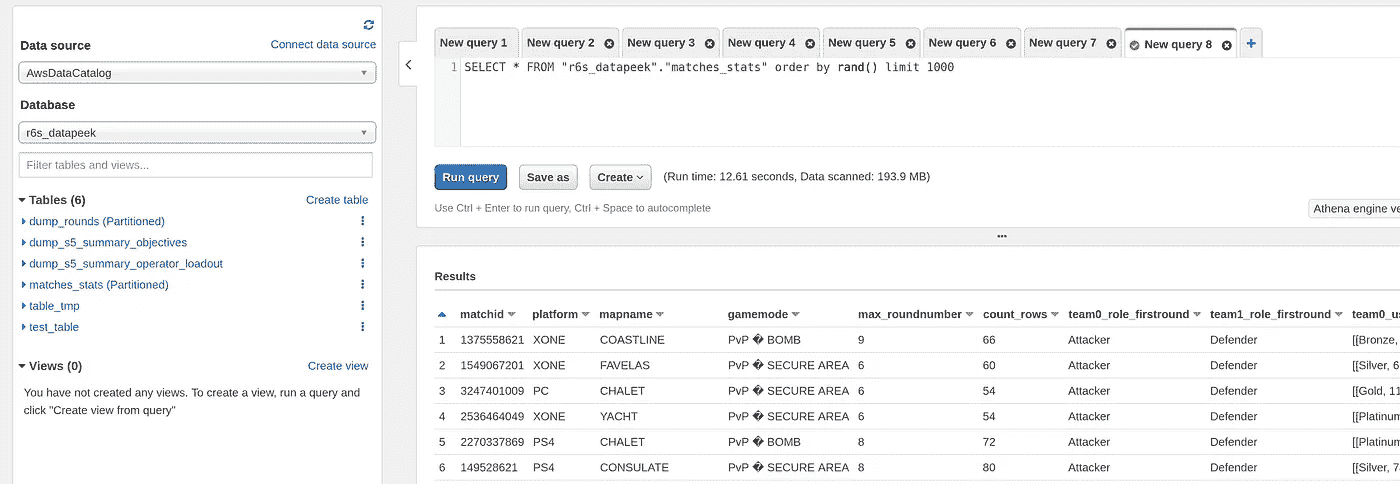 Data source
Connect data source
AwsDataCatalog
Database
r6s_datapeek
Filter tables and views...
Tables (6)
Create table
dump_rounds (Partitioned)
dump_s5_summary_objectives
dump_s5_summary_operator_loadout
matches_stats (Partitioned)
table_tmp
test_table
Views (0)
Create view
You have not created any views. To create a view, run a query and
click "Create view from query"
New query 1 New query 2 New query 3 New query 4 New query 5 New query 6 New query 7 New query 8
1 SELECT * FROM "r6s_datapeek"."matches_stats" order by rand() limit 1000
Run query Save as Create (Run time: 12.61 seconds, Data scanned: 193.9 MB)
Use Ctrl + Enter to run query, Ctrl + Space to autocomplete
Athena engine ve
Results
matchid platform mapname gamemode max_roundnumber count_rows team0_role_firstround team1_role_firstround team0_us
1 1375558621 XONE COASTLINE PvP � BOMB 9 66 Attacker Defender [[Bronze,
2 1549067201 XONE FAVELAS PvP � SECURE AREA 6 60 Attacker Defender [[Silver, 6
3 3247401009 PC CHALET PvP � SECURE AREA 6 54 Attacker Defender [[Gold, 11
4 2536464049 XONE YACHT PvP � SECURE AREA 6 54 Attacker Defender [[Platinum
5 2270337869 PS4 CHALET PvP � BOMB 8 72 Attacker Defender [[Platinum
6 149528621 PS4 CONSULATE PvP � SECURE AREA 8 80 Attacker Defender [[Silver, 7